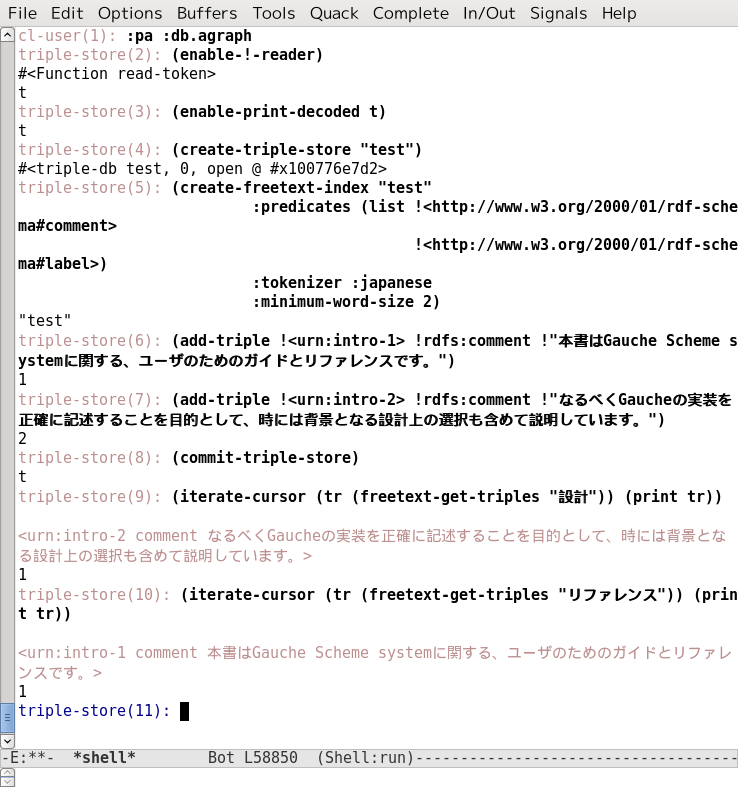 File Edit Options Buffers Tools Quack Complete In/Out Signals Help
cl-user(1): :pa :db.agraph
triple-store(2): (enable-!-reader)
#<Function read-token>
t
triple-store(3): (enable-print-decoded t)
t
triple-store(4): (create-triple-store "test")
#<triple-db test, 0, open @ #x100776e7d2>
triple-store(5): (create-freetext-index "test"
:predicates (list !<http://www.w3.org/2000/01/rdf-sche
ma#comment>
!<http://www.w3.org/2000/01/rdf-sche
ma#label>)
:tokenizer :japanese
:minimum-word-size 2)
"test"
triple-store(6): (add-triple !<urn:intro-1> !rdfs:comment !"本書はGauche Scheme s
ystemに関する、ユーザのためのガイドとリファレンスです。")
1
triple-store(7): (add-triple !<urn:intro-2> !rdfs:comment !"なるべくGaucheの実装を
正確に記述することを目的として、時には背景となる設計上の選択も含めて説明しています。")
2
triple-store(8): (commit-triple-store)
t
triple-store(9): (iterate-cursor (tr (freetext-get-triples "設計")) (print tr))
<urn:intro-2 comment なるべくGaucheの実装を正確に記述することを目的として、時には背景とな
る設計上の選択も含めて説明しています。>
1
triple-store(10): (iterate-cursor (tr (freetext-get-triples "リファレンス")) (prin
t tr))
<urn:intro-1 comment 本書はGauche Scheme systemに関する、ユーザのためのガイドとリファレ
ンスです。>
1
triple-store(11):
-E:**- *shell* Bot L58850 (Shell:run)-----------------------------------